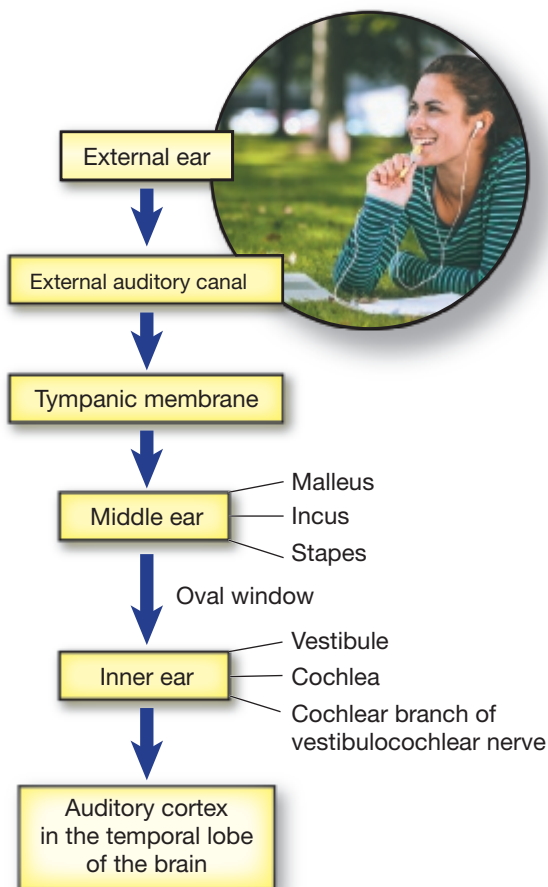 External ear
External auditory canal
Tympanic membrane
Middle ear
Malleus
Incus
Stapes
Oval window
Inner ear
Vestibule
Cochlea
Cochlear branch of
vestibulocochlear nerve
Auditory cortex
in the temporal lobe
of the brain